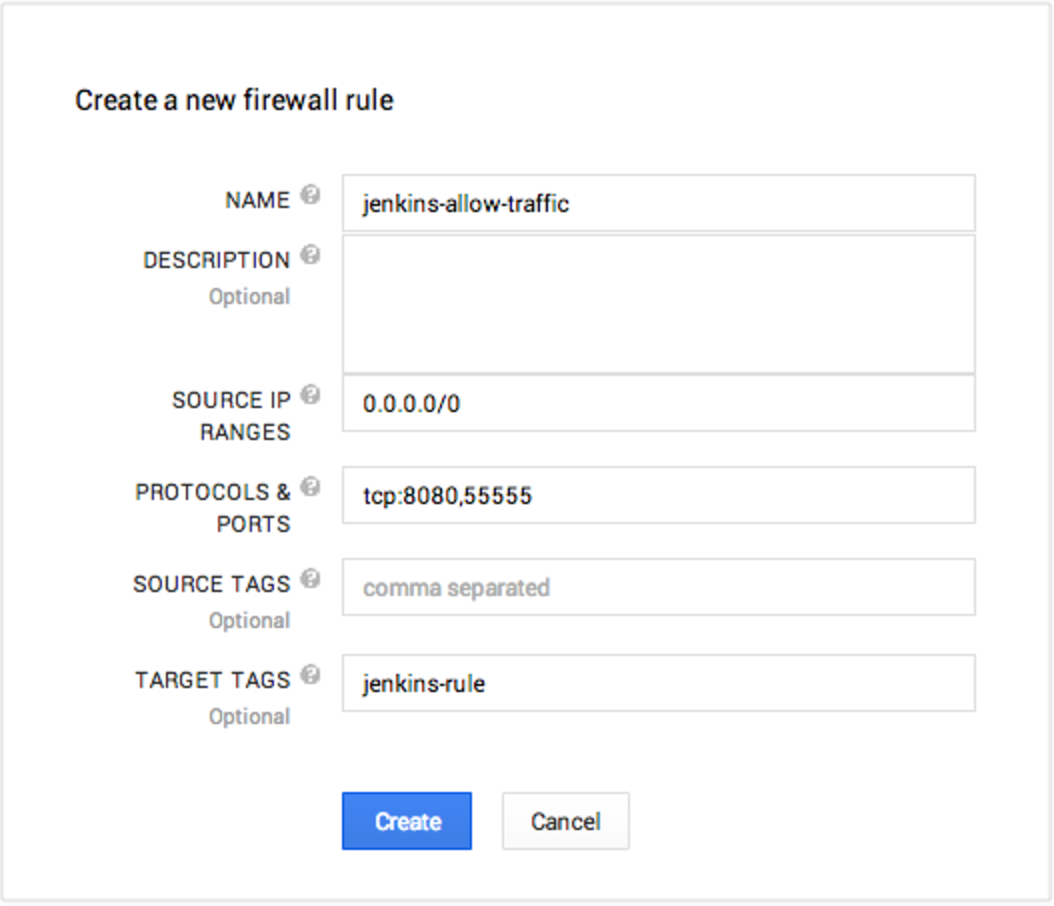 Create a new firewall rule
NAME
jenkins-allow-traffic
DESCRIPTION
Optional
SOURCE IP
RANGES
0.0.0.0/0
PROTOCOLS &
PORTS
tcp:8080,55555
SOURCE TAGS
Optional
comma separated
TARGET TAGS
Optional
jenkins-rule
Create
Cancel